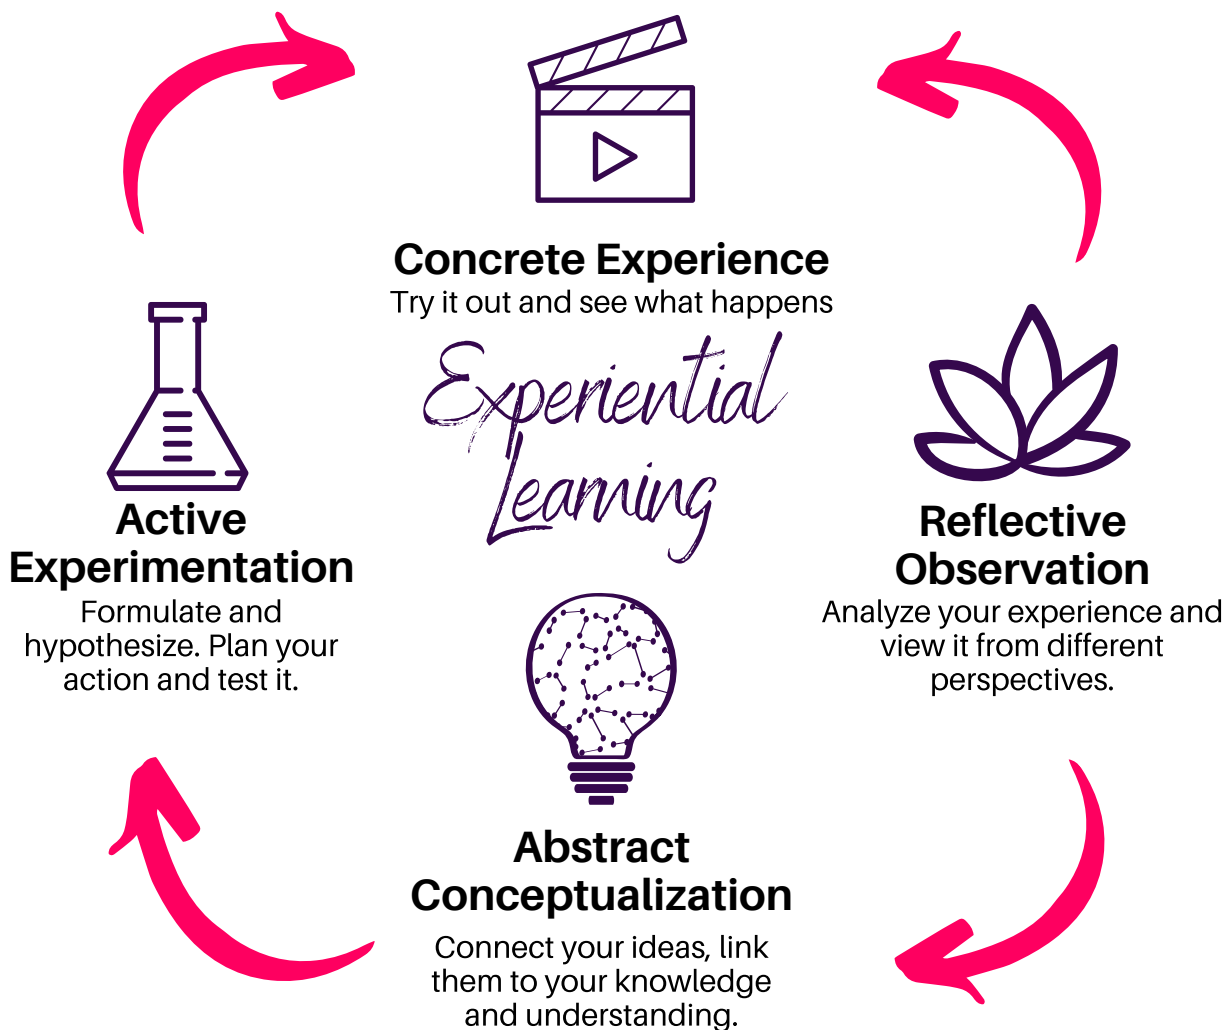 Concrete Experience
Try it out and see what happens
Experiential
Learning
Active
Experimentation
Formulate and
hypothesize. Plan your
action and test it.
Reflective
Observation
Analyze your experience and
view it from different
perspectives.
Abstract
Conceptualization
Connect your ideas, link
them to your knowledge
and understanding.